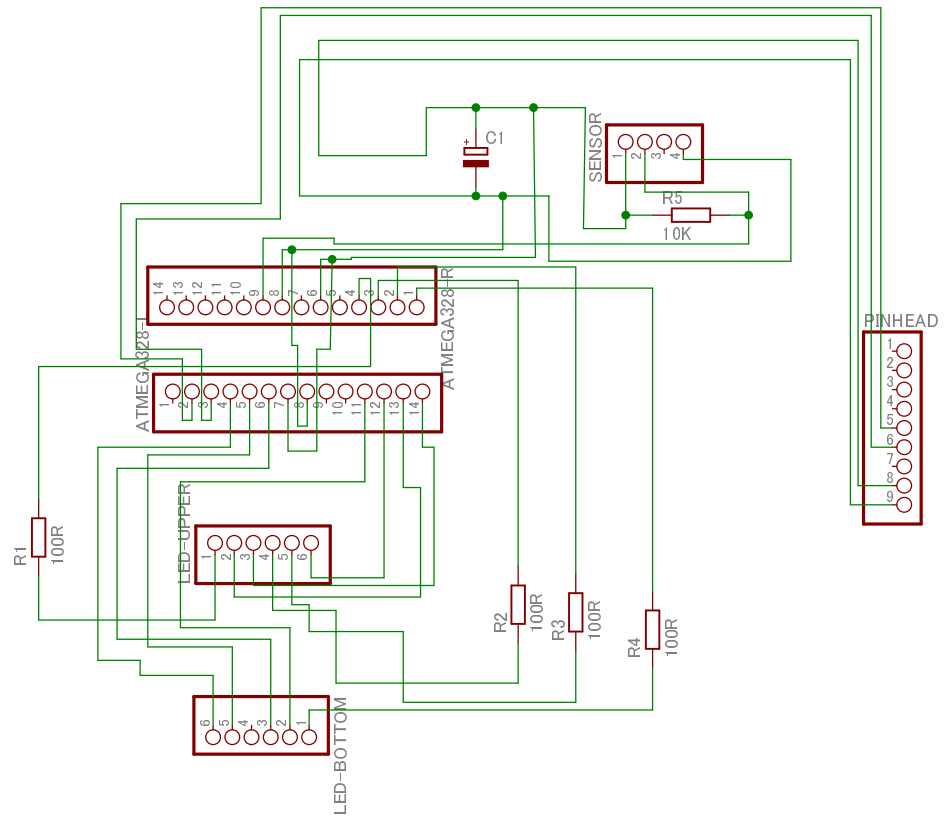 C1
+
SENSOR
1 2 3 4
R5
10K
14 13 12 11 10 9 8 7 6 5 4 3 2 1
ATMEGA328-R
PINHEAD
1
2
3
4
5
6
7
8
9
ATMEGA328-L
1 2 3 4 5 6 7 8 9 10 11 12 13 14
LED-UPPER
1 2 3 4 5 6
R1
100R
R2
100R
R3
100R
R4
100R
6 5 4 3 2 1
LED-BOTTOM